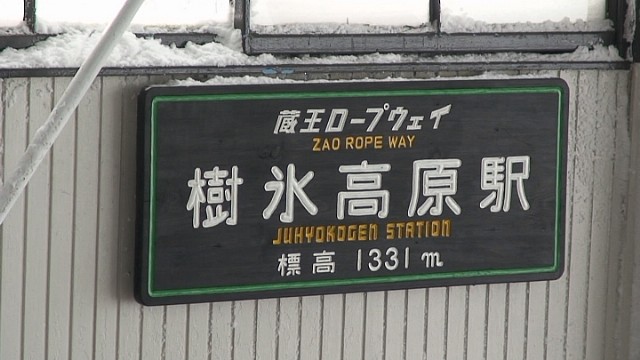 蔵王ロープウェイ
ZAO ROPE WAY
樹氷高原駅
JUHYOKOGEN STATION
標高 1331m